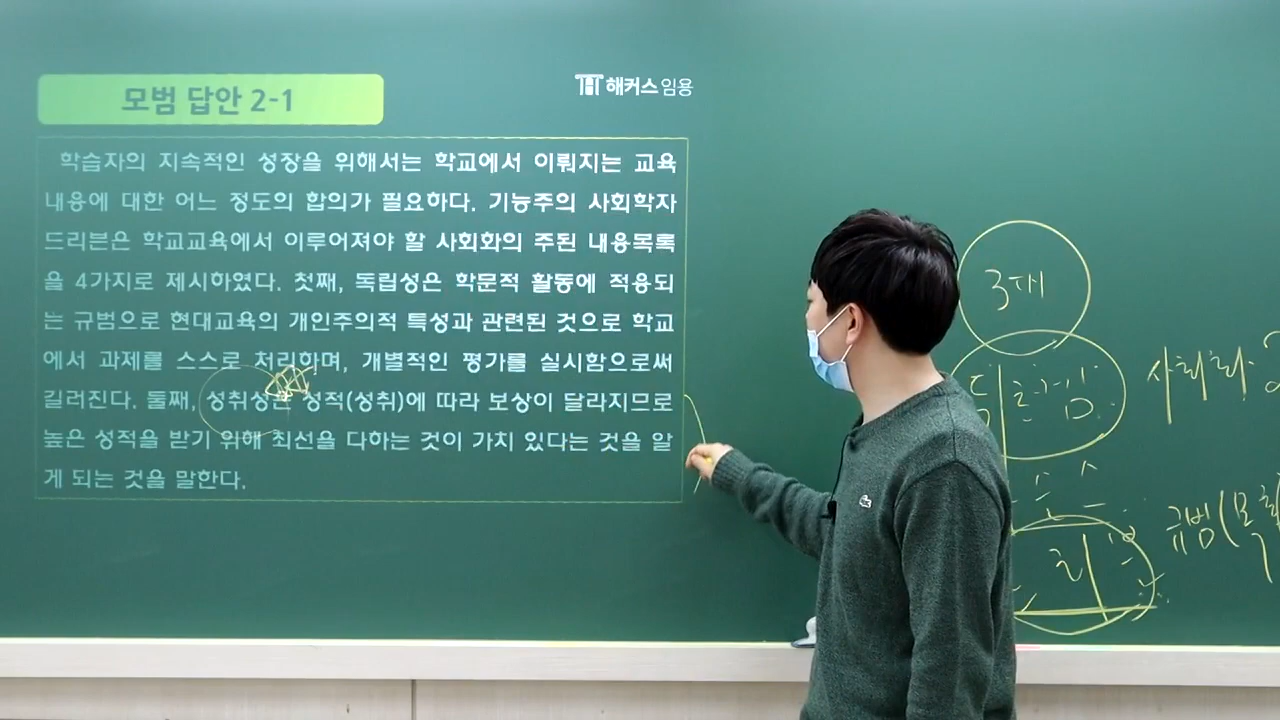 모범 답안 2-1
해커스 임용
학습자의 지속적인 성장을 위해서는 학교에서 이뤄지는 교육
내용에 대한 어느 정도의 합의가 필요하다. 기능주의 사회학자
드리븐은 학교교육에서 이루어져야 할 사회화의 주된 내용목록
을 4가지로 제시하였다. 첫째, 독립성은 학문적 활동에 적용되
는 규범으로 현대교육의 개인주의적 특성과 관련된 것으로 학교
에서 과제를 스스로 처리하며, 개별적인 평가를 실시함으로써
길러진다. 둘째, 성취성은 성적(성취)에 따라 보상이 달라지므로
높은 성적을 받기 위해 최선을 다하는 것이 가치 있다는 것을 알
게 되는 것을 말한다.
사회화
규범(